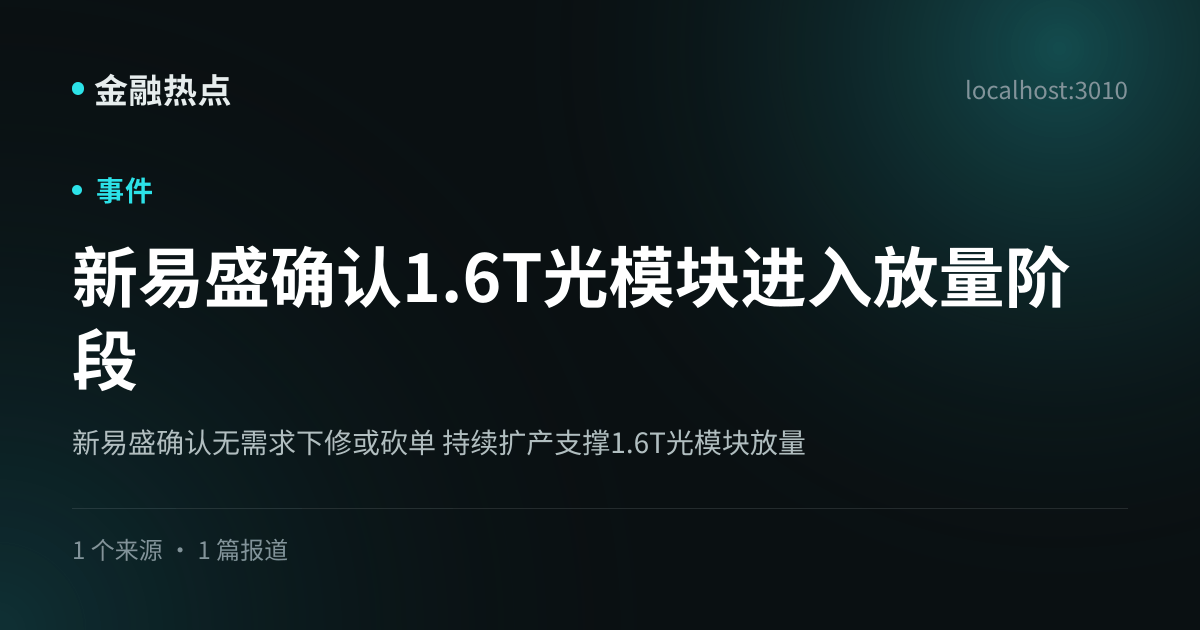 金融热点
localhost:3010
事件
新易盛确认1.6T光模块进入放量阶
段
新易盛确认无需求下修或砍单 持续扩产支撑1.6T光模块放量
1 个来源 · 1 篇报道